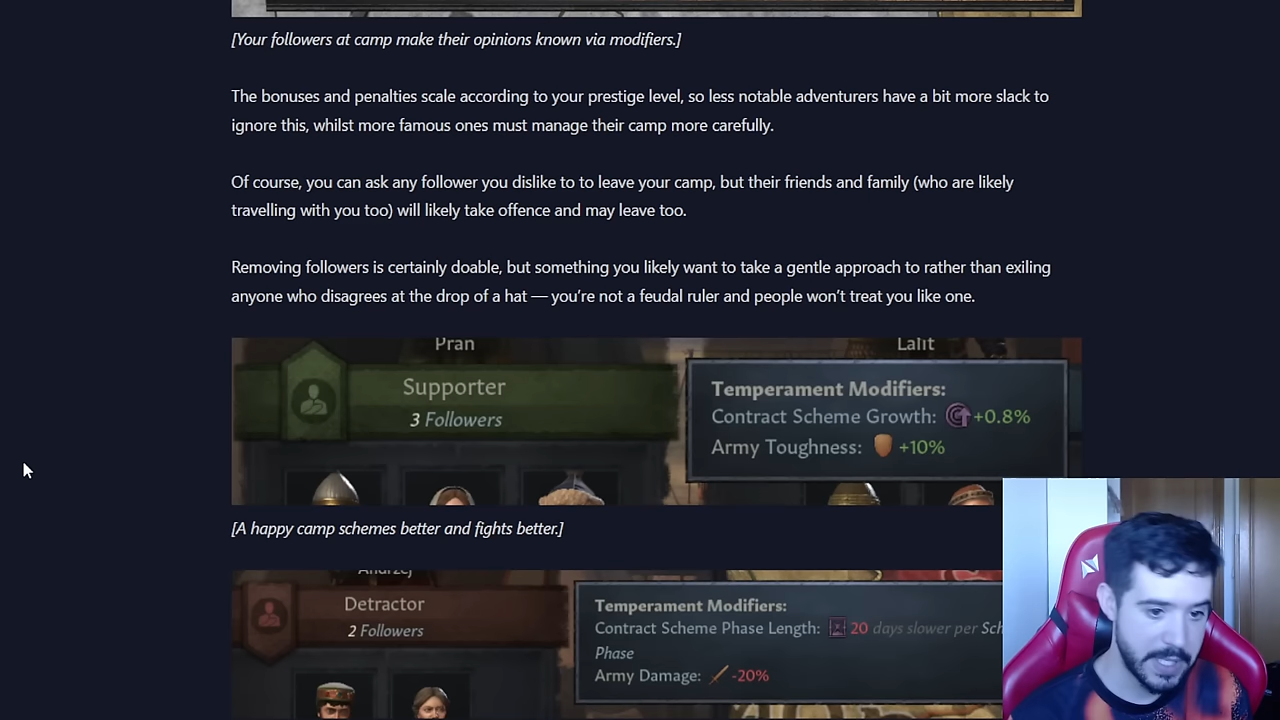 [Your followers at camp make their opinions known via modifiers.]
The bonuses and penalties scale according to your prestige level, so less notable adventurers have a bit more slack to
ignore this, whilst more famous ones must manage their camp more carefully.
Of course, you can ask any follower you dislike to to leave your camp, but their friends and family (who are likely
travelling with you too) will likely take offence and may leave too.
Removing followers is certainly doable, but something you likely want to take a gentle approach to rather than exiling
anyone who disagrees at the drop of a hat — you’re not a feudal ruler and people won’t treat you like one.
Pran
Lalit
Supporter
3 Followers
Temperament Modifiers:
Contract Scheme Growth: +0.8%
Army Toughness: +10%
[A happy camp schemes better and fights better.]
Andrzej
Detractor
2 Followers
Temperament Modifiers:
Contract Scheme Phase Length: 20 days slower per
Phase
Army Damage: -20%